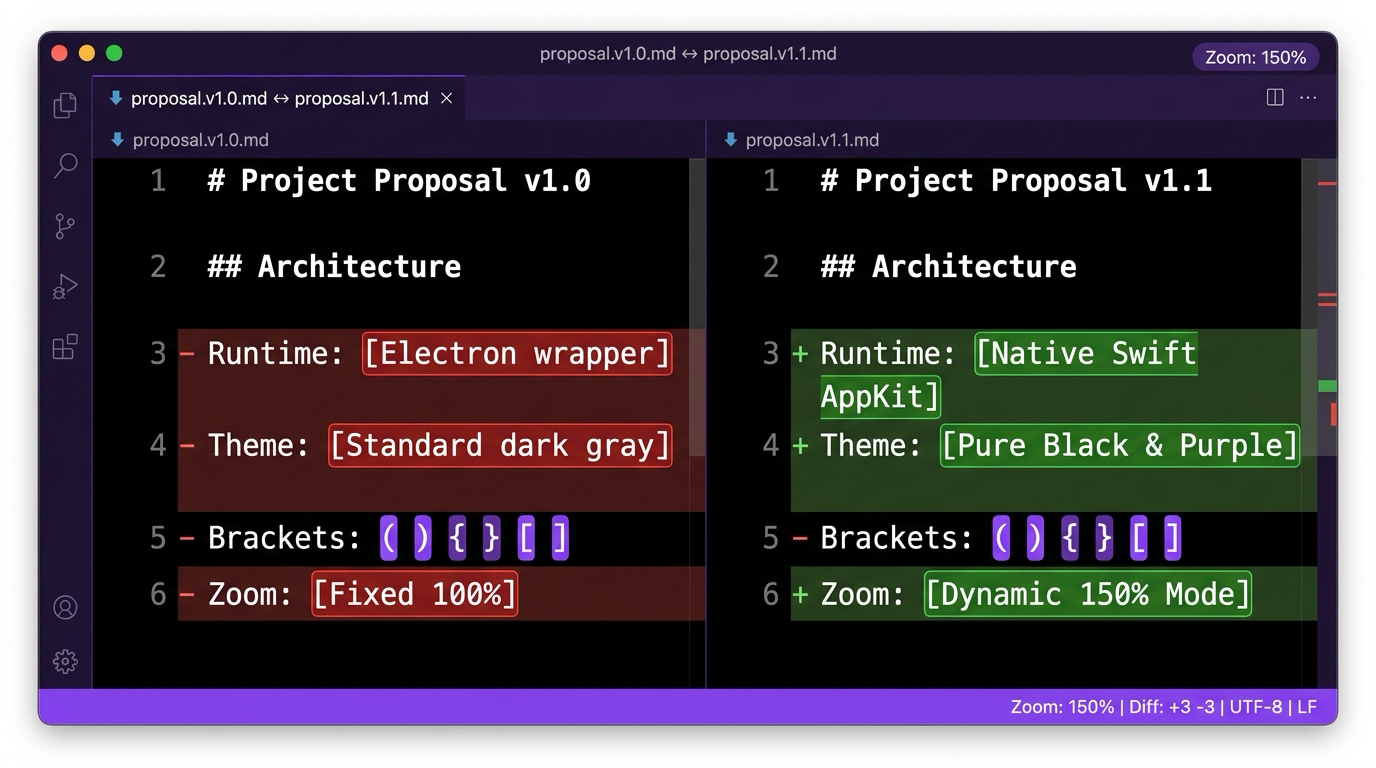 proposal.v1.0.md ↔ proposal.v1.1.md
Zoom: 150%
proposal.v1.0.md ↔ proposal.v1.1.md ×
proposal.v1.0.md
1 # Project Proposal v1.0
2 ## Architecture
3 − Runtime: [Electron wrapper]
4 − Theme: [Standard dark gray]
5 − Brackets: ( ) { } [ ]
6 − Zoom: [Fixed 100%]
proposal.v1.1.md
1 # Project Proposal v1.1
2 ## Architecture
3 + Runtime: [Native Swift
AppKit]
4 + Theme: [Pure Black & Purple]
5 − Brackets: ( ) { } [ ]
6 + Zoom: [Dynamic 150% Mode]
Zoom: 150% | Diff: +3 -3 | UTF-8 | LF